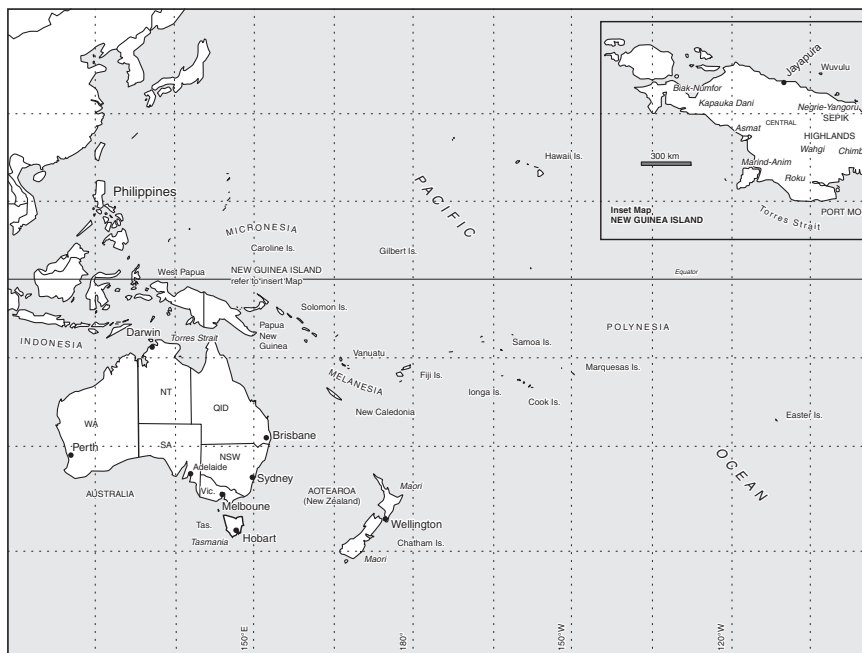 Jayapura
Wuvulu
Biak-Numfor
Kapauka Dani
Negrie-Yangoru
SEPIK
Asmat
CENTRAL
HIGHLANDS
Wahgi
Chimb
300 km
Marind-Anim
Roku
Inset Map
NEW GUINEA ISLAND
Torres Strait
PORT MO
Hawaii Is.
PACIFIC
Philippines
MICRONESIA
Caroline Is.
Gilbert Is.
West Papua
NEW GUINEA ISLAND
refer to insert Map
Equator
Solomon Is.
Darwin
Torres Strait
Papua
New
Guinea
POLYNESIA
INDONESIA
Samoa Is.
Vanuatu
MELANESIA
Fiji Is.
Marquesas Is.
NT
Ionga Is.
Cook Is.
QID
New Caledonia
Easter Is.
WA
Brisbane
Perth
SA
NSW
OCEAN
Adelaide
Sydney
AUSTRALIA
Vic.
AOTEAROA
(New Zealand)
Maori
Melboune
Wellington
Tas.
Hobart
Tasmania
Chatham Is.
Maori
150°E
180°
150°W
120°W